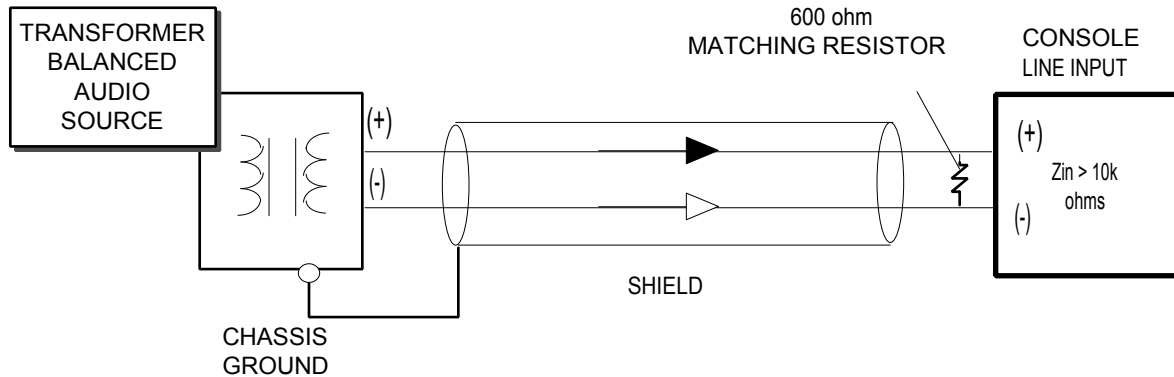 TRANSFORMER
BALANCED
AUDIO
SOURCE
600 ohm
MATCHING RESISTOR
CONSOLE
LINE INPUT
(+)
(-)
(+)
Zin > 10k
ohms
(-)
SHIELD
CHASSIS
GROUND